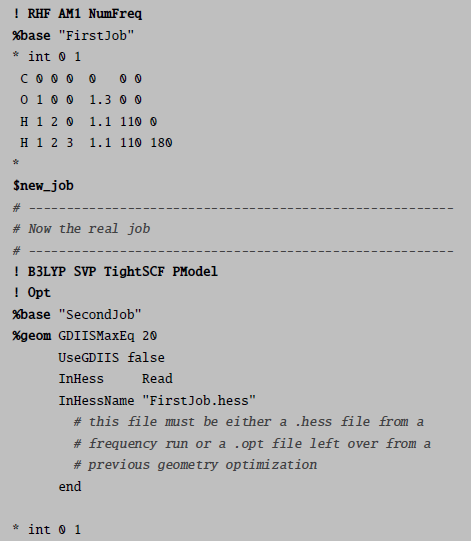 ! RHF AM1 NumFreq
%base "FirstJob"
* int 0 1
C 0 0 0 0 0 0
O 1 0 0 1.3 0 0
H 1 2 0 1.1 110 0
H 1 2 3 1.1 110 180
*
$new_job
# --------------------------------------------------------
# Now the real job
# --------------------------------------------------------
! B3LYP SVP TightSCF PModel
! Opt
%base "SecondJob"
%geom GDIISMaxEq 20
UseGDIIS false
InHess Read
InHessName "FirstJob.hess"
# this file must be either a .hess file from a
# frequency run or a .opt file left over from a
# previous geometry optimization
end
* int 0 1